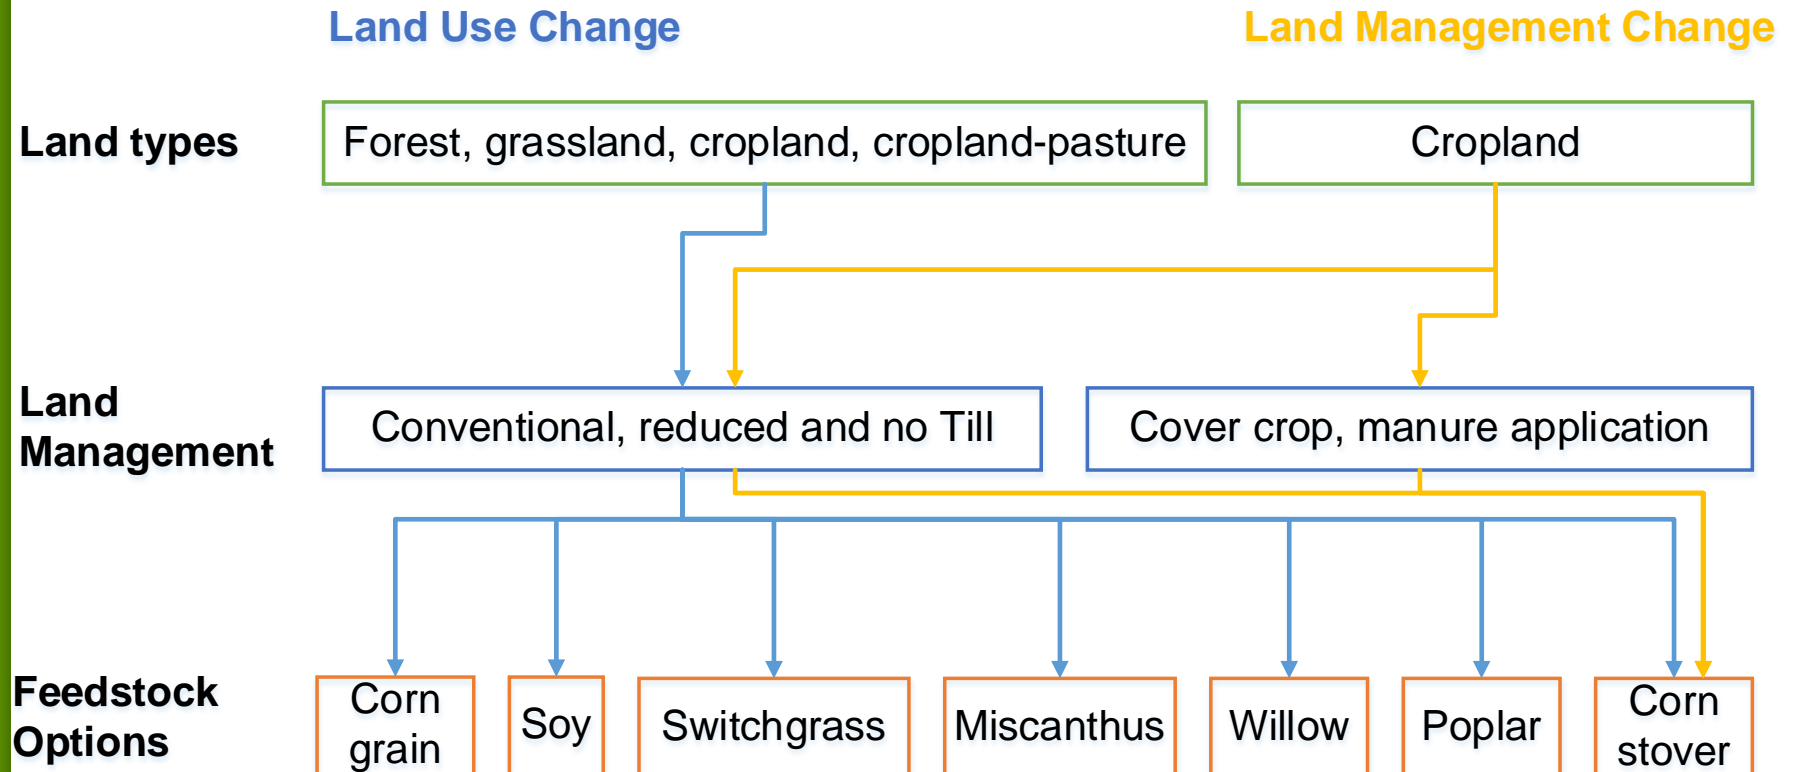 Land Use Change
Land Management Change
Land types
Forest, grassland, cropland, cropland-pasture
Cropland
Land
Management
Conventional, reduced and no Till
Cover crop, manure application
Feedstock
Options
Corn
grain
Soy
Switchgrass
Miscanthus
Willow
Poplar
Corn
stover